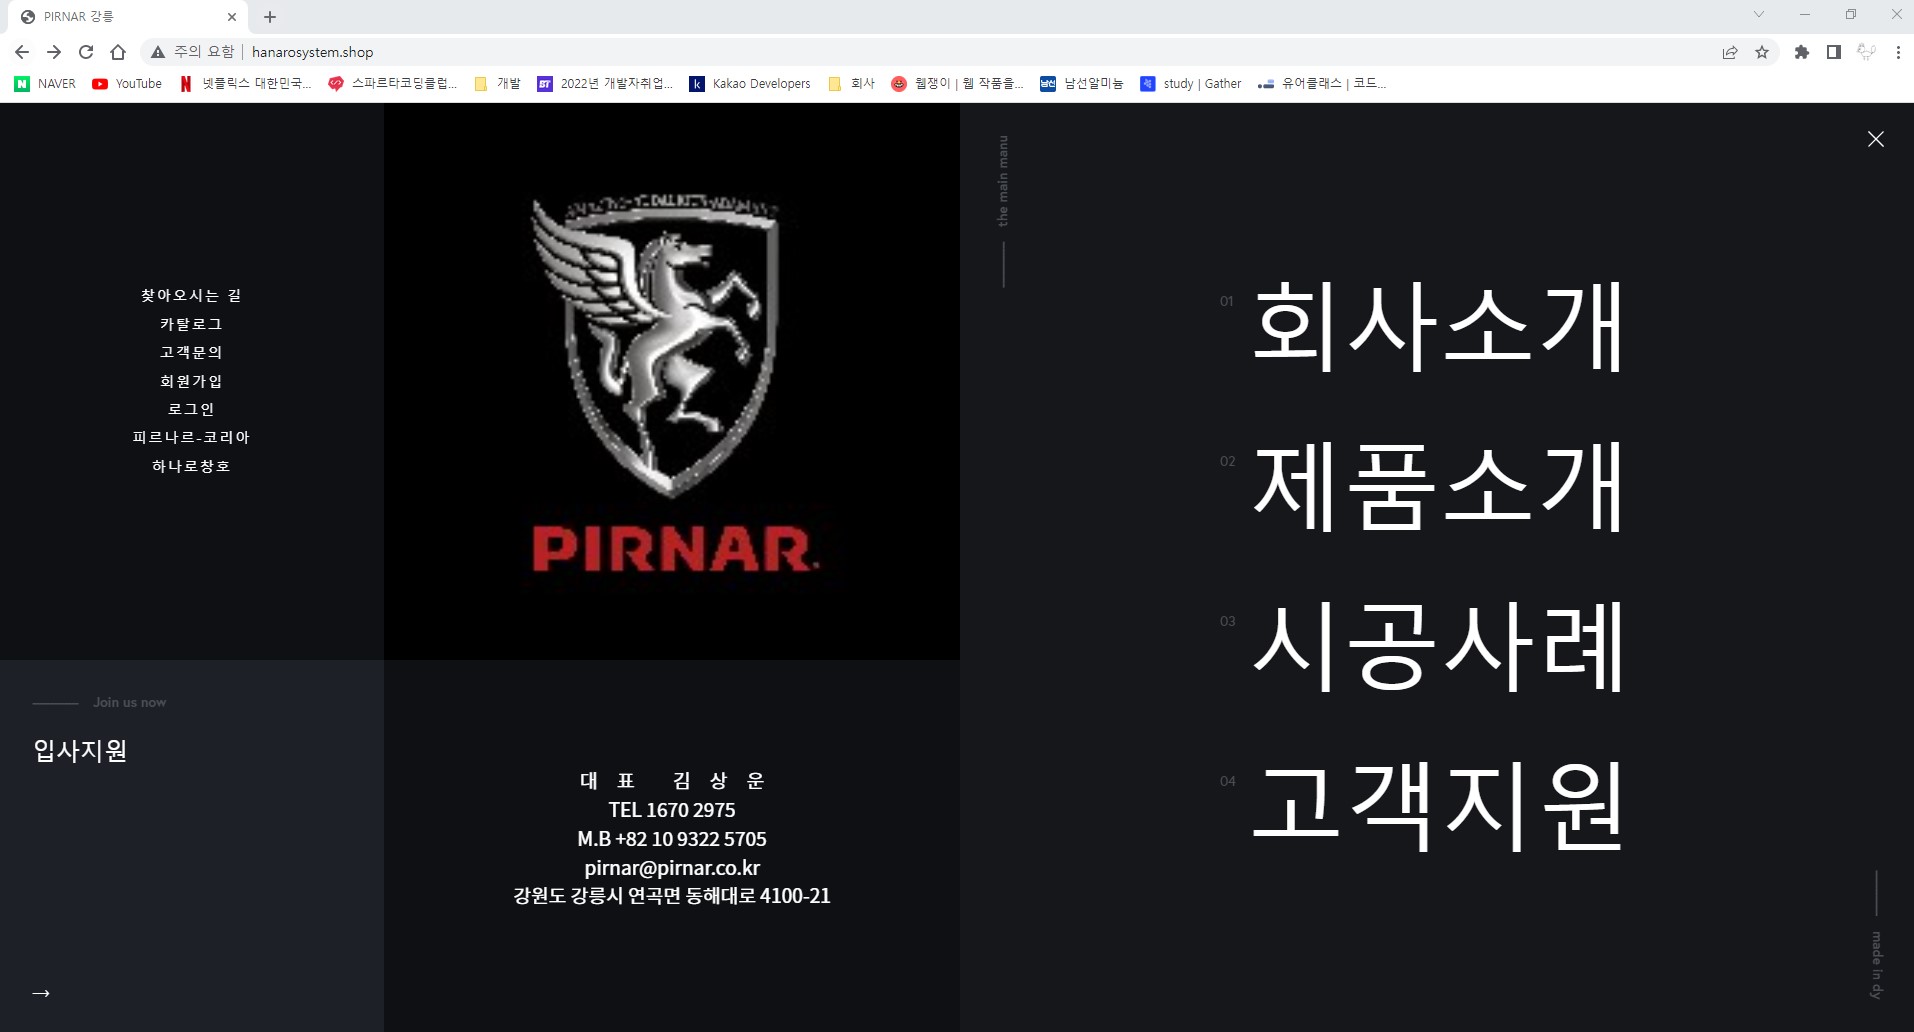 PIRNAR 강릉
주의 요함
hanarosystem.shop
NAVER
YouTube
넷플릭스 대한민국...
스파르타코딩클럽...
개발
2022년 개발자취업...
Kakao Developers
회사
웹쟁이 | 웹 작품을...
남선알미늄
study | Gather
유어클래스 | 코드...
찾아오시는 길
카탈로그
고객문의
회원가입
로그인
피르나르-코리아
하나로창호
PIRNAR.
Join us now
입사지원
대 표 김 상 운
TEL 1670 2975
M.B +82 10 9322 5705
pirnar@pirnar.co.kr
강원도 강릉시 연곡면 동해대로 4100-21
the main manu
01 회사소개
02 제품소개
03 시공사례
04 고객지원
made in dy